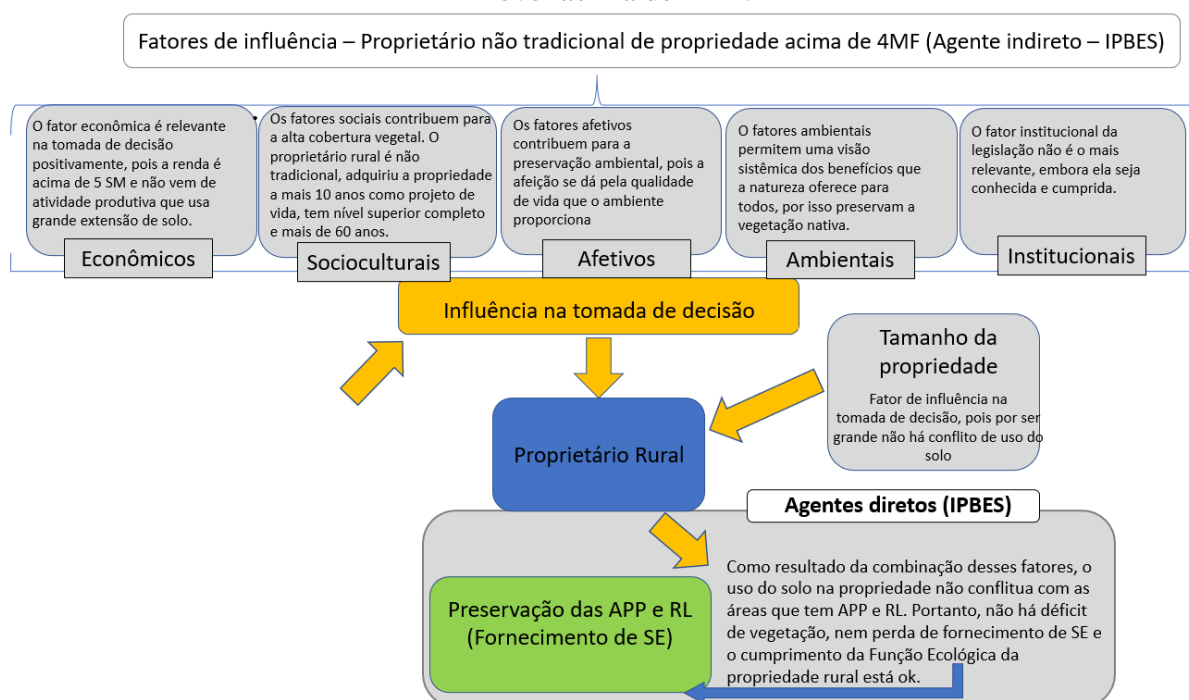 Fatores de influência – Proprietário não tradicional de propriedade acima de 4MF (Agente indireto – IPBES)
O fator econômica é relevante
na tomada de decisão
positivamente, pois a renda é
acima de 5 SM e não vem de
atividade produtiva que usa
grande extensão de solo.
Econômicos
• Os fatores sociais contribuem para
a alta cobertura vegetal. O
proprietário rural é não
tradicional, adquiriu a propriedade
a mais 10 anos como projeto de
vida, tem nível superior completo
e mais de 60 anos.
Socioculturais
Os fatores afetivos
contribuem para a
preservação ambiental, pois a
afeição se dá pela qualidade
de vida que o ambiente
proporciona
Afetivos
O fatores ambientais
permitem uma visão
sistêmica dos benefícios que
a natureza oferece para
todos, por isso preservam a
vegetação nativa.
Ambientais
O fator institucional da
legislação não é o mais
relevante, embora ela seja
conhecida e cumprida.
Institucionais
Influência na tomada de decisão
Tamanho da
propriedade
Fator de influência na
tomada de decisão, pois por ser
grande não há conflito de uso do
solo
Proprietário Rural
Agentes diretos (IPBES)
Preservação das APP e RL
(Fornecimento de SE)
Como resultado da combinação desses fatores, o
uso do solo na propriedade não conflitua com as
áreas que tem APP e RL. Portanto, não há déficit
de vegetação, nem perda de fornecimento de SE e
o cumprimento da Função Ecológica da
propriedade rural está ok.